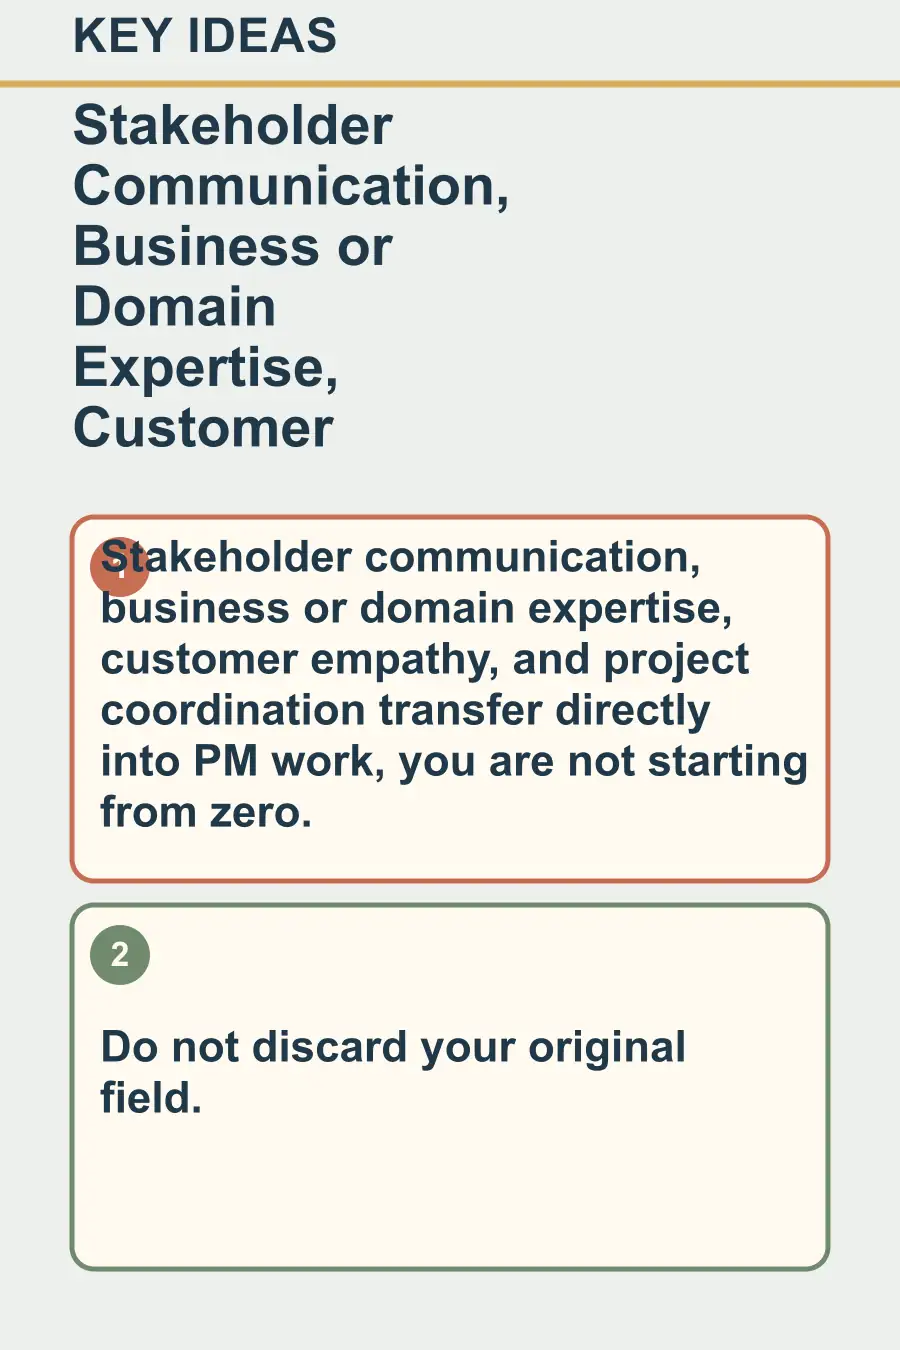 KEY IDEAS
Stakeholder
Communication,
Business or
Domain
Expertise,
Customer
1
Stakeholder communication,
business or domain expertise,
customer empathy, and project
coordination transfer directly
into PM work, you are not starting
from zero.
2
Do not discard your original
field.